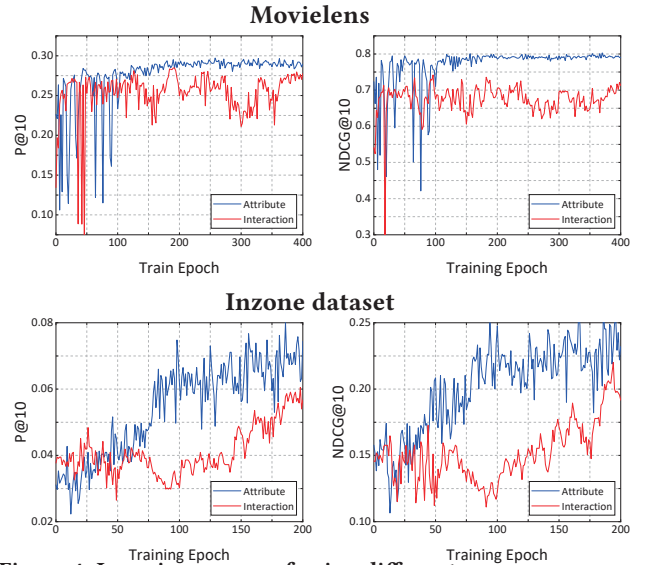 Movielens
0.30
0.25
0.20
0.15
0.10
P@10
0 100 200 300 400
Train Epoch
Attribute
Interaction
0.8
0.7
0.6
0.5
0.4
0.3
NDCG@10
0 100 200 300 400
Training Epoch
Attribute
Interaction
Inzone dataset
0.08
0.06
0.04
0.02
P@10
0 50 100 150 200
Training Epoch
Attribute
Interaction
0.25
0.20
0.15
0.10
NDCG@10
0 50 100 150 200
Training Epoch
Attribute
Interaction